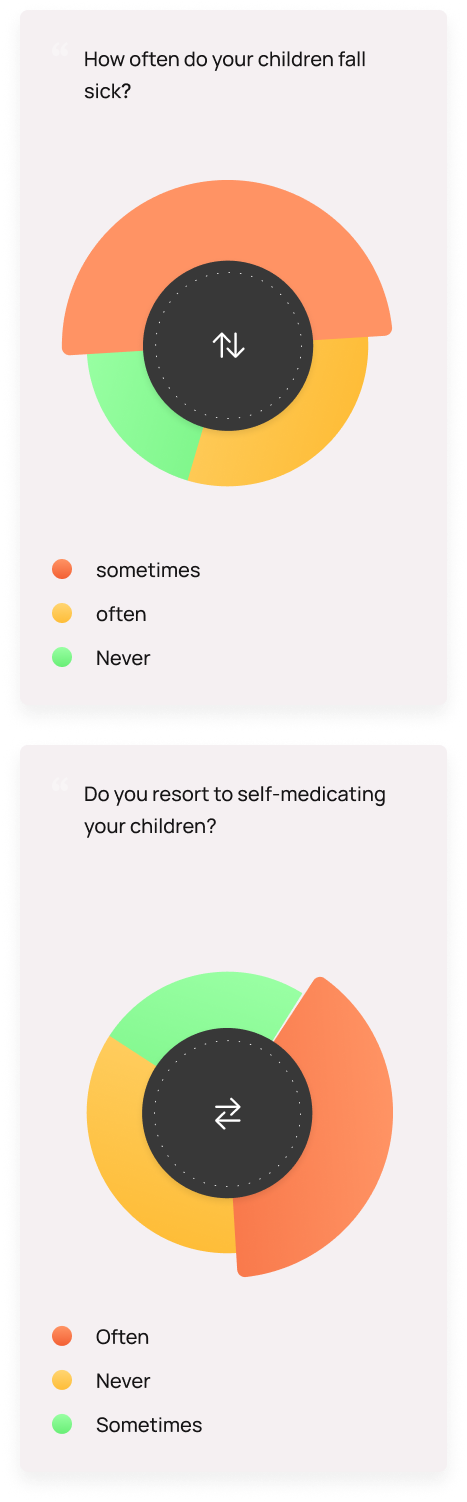 “ How often do your children fall
sick?
sometimes
often
Never
“ Do you resort to self-medicating
your children?
Often
Never
Sometimes